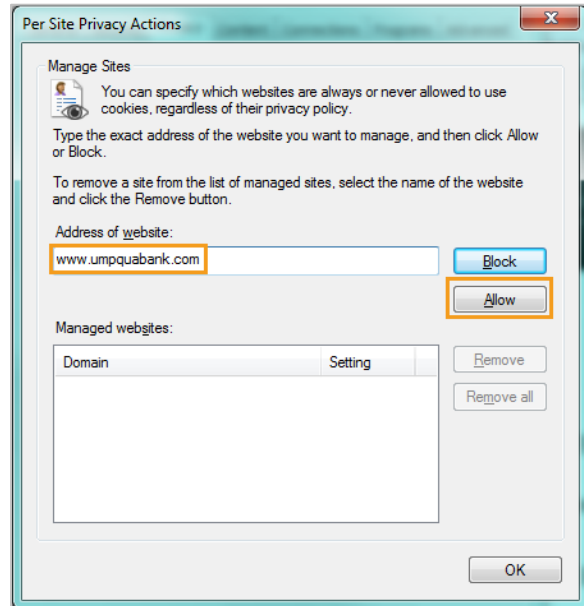 Per Site Privacy Actions
Manage Sites
You can specify which websites are always or never allowed to use
cookies, regardless of their privacy policy.
Type the exact address of the website you want to manage, and then click Allow
or Block.
To remove a site from the list of managed sites, select the name of the website
and click the Remove button.
Address of website:
www.umpquabank.com
Block
Allow
Managed websites:
Domain Setting
Remove
Remove all
OK